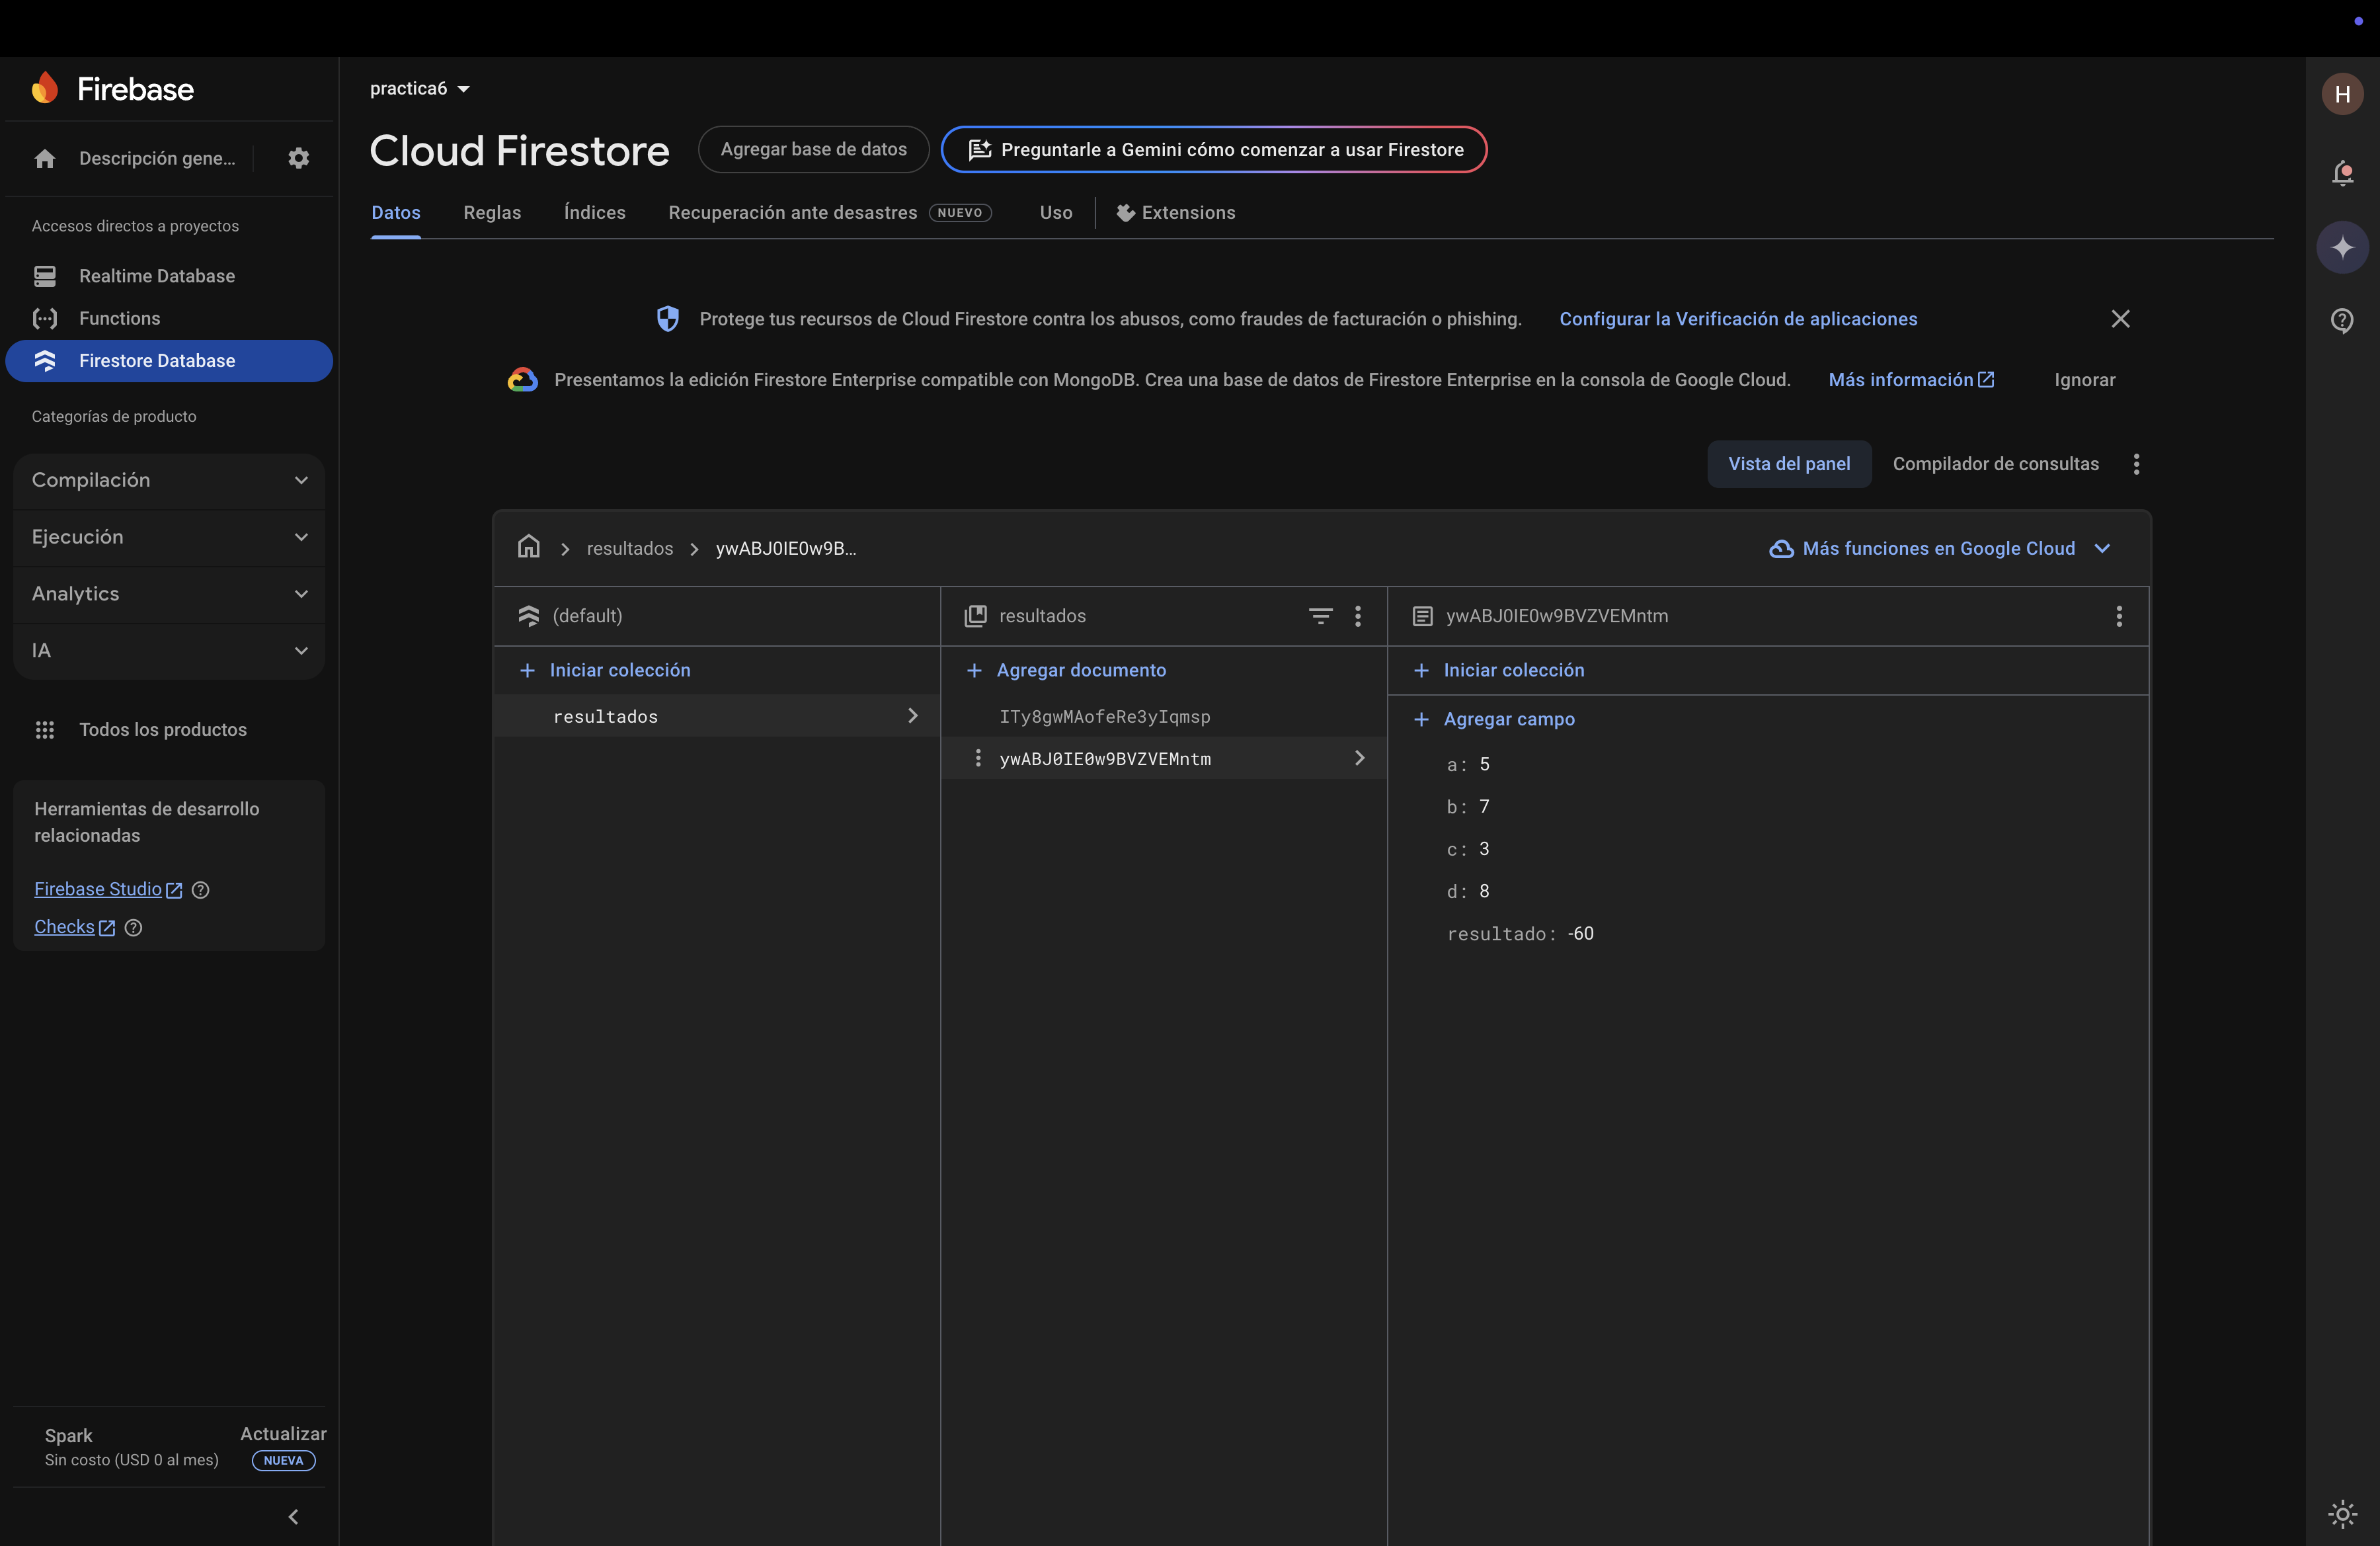 Firebase
practica6
H
Cloud Firestore
Agregar base de datos
Preguntarle a Gemini cómo comenzar a usar Firestore
Descripción gene...
Datos
Reglas
Índices
Recuperación ante desastres NUEVO
Uso
Extensions
Accesos directos a proyectos
Realtime Database
Functions
Firestore Database
Categorías de producto
Compilación
Ejecución
Analytics
IA
Todos los productos
Herramientas de desarrollo
relacionadas
Firebase Studio
Checks
Spark
Sin costo (USD 0 al mes)
Actualizar
NUEVA
Protege tus recursos de Cloud Firestore contra los abusos, como fraudes de facturación o phishing. Configurar la Verificación de aplicaciones
Presentamos la edición Firestore Enterprise compatible con MongoDB. Crea una base de datos de Firestore Enterprise en la consola de Google Cloud. Más información Ignorar
Vista del panel
Compilador de consultas
resultados
ywABJ0IE0w9B...
Más funciones en Google Cloud
(default)
Iniciar colección
resultados
resultados
Agregar documento
ITy8gwMAofeRe3yIqmsp
ywABJ0IE0w9BVZVEMntm
ywABJ0IE0w9BVZVEMntm
Iniciar colección
Agregar campo
a: 5
b: 7
c: 3
d: 8
resultado: -60